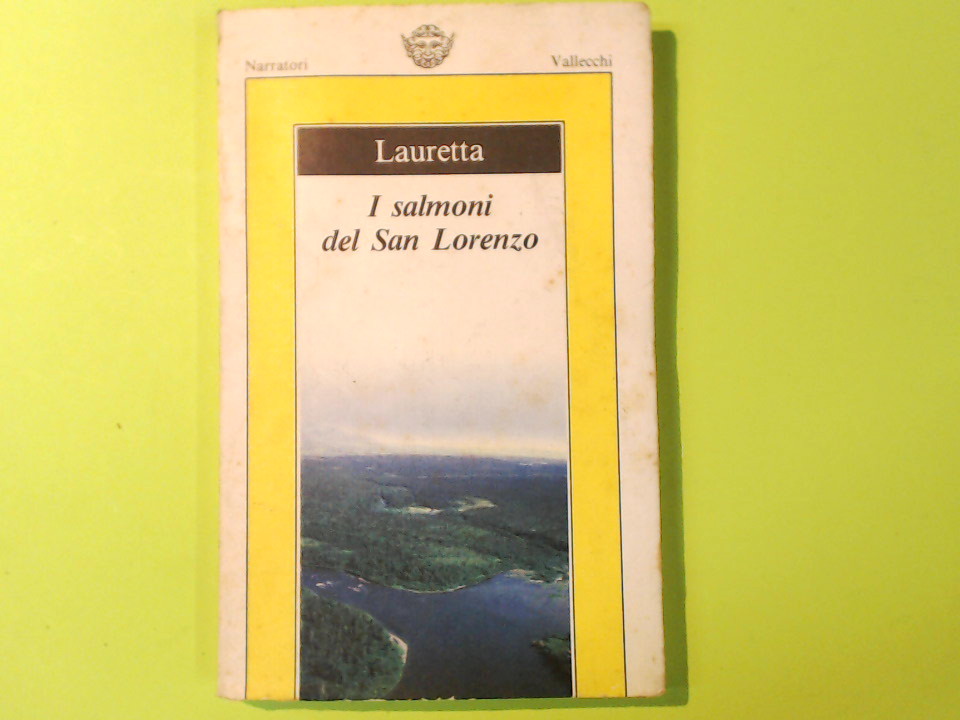 Narratori Vallecchi
Lauretta
I salmoni
del San Lorenzo